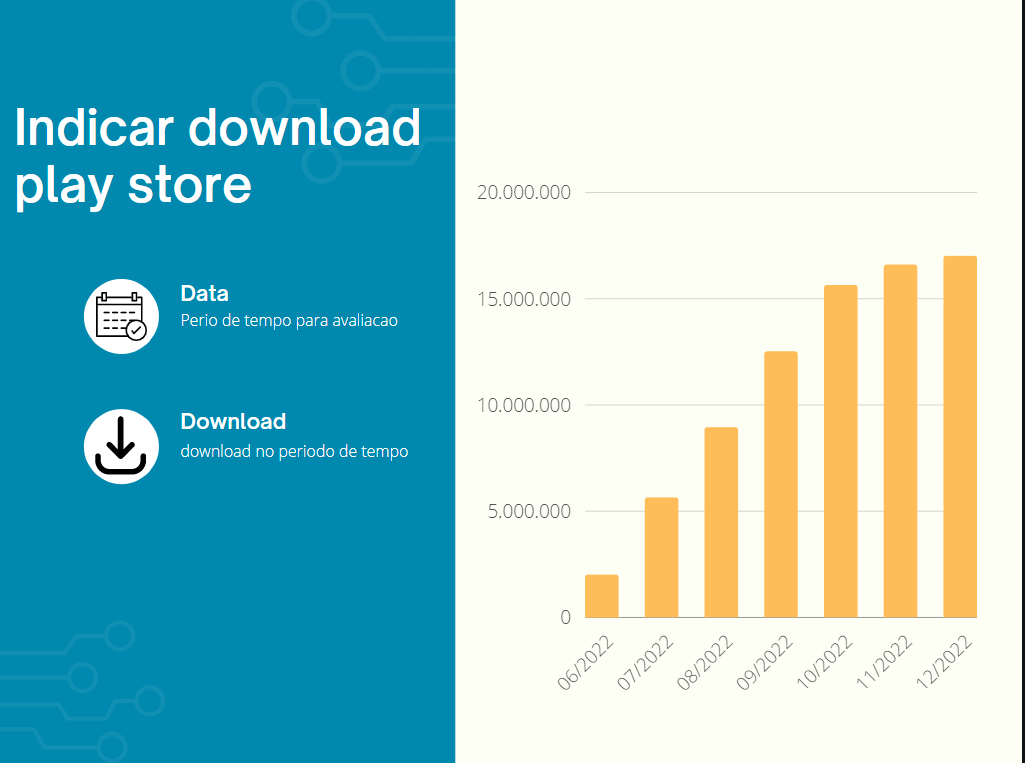 Indicar download
play store
Data
Perio de tempo para avaliacao
Download
download no periodo de tempo
20.000.000
15.000.000
10.000.000
5.000.000
0
06/2022
07/2022
08/2022
09/2022
10/2022
11/2022
12/2022